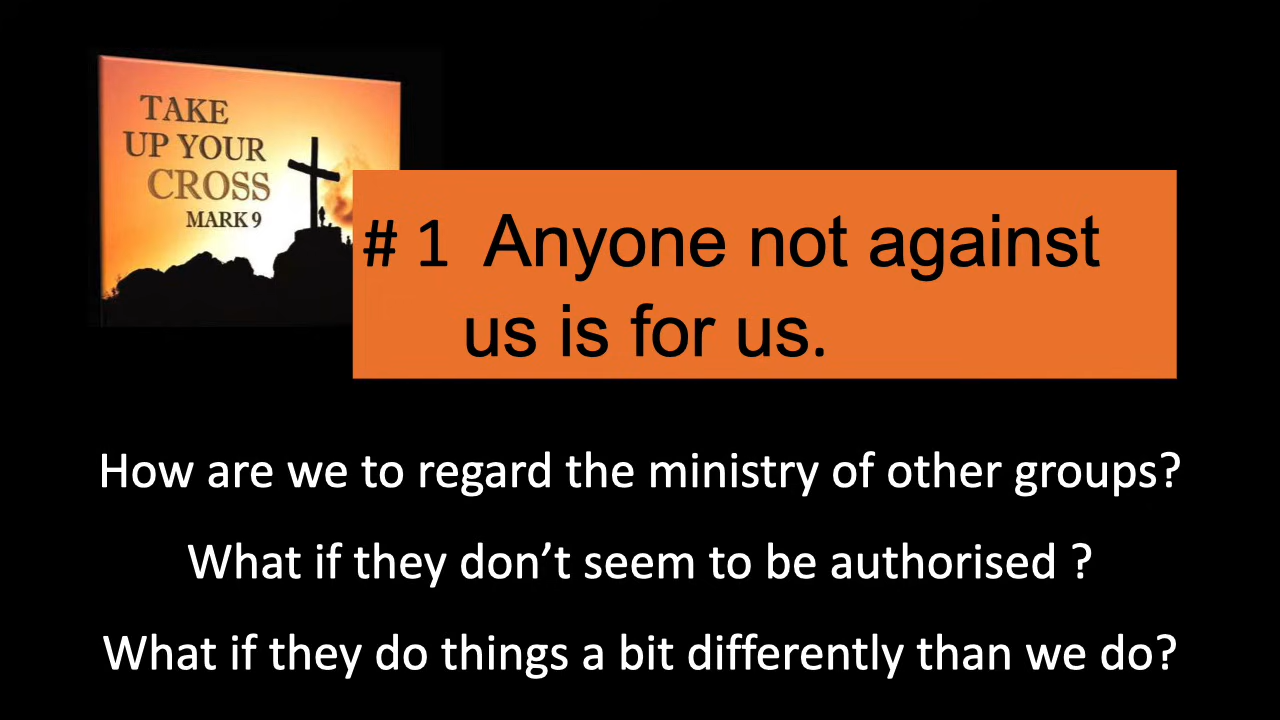 TAKE
UP YOUR
CROSS
MARK 9
# 1 Anyone not against
us is for us.
How are we to regard the ministry of other groups?
What if they don’t seem to be authorised ?
What if they do things a bit differently than we do?